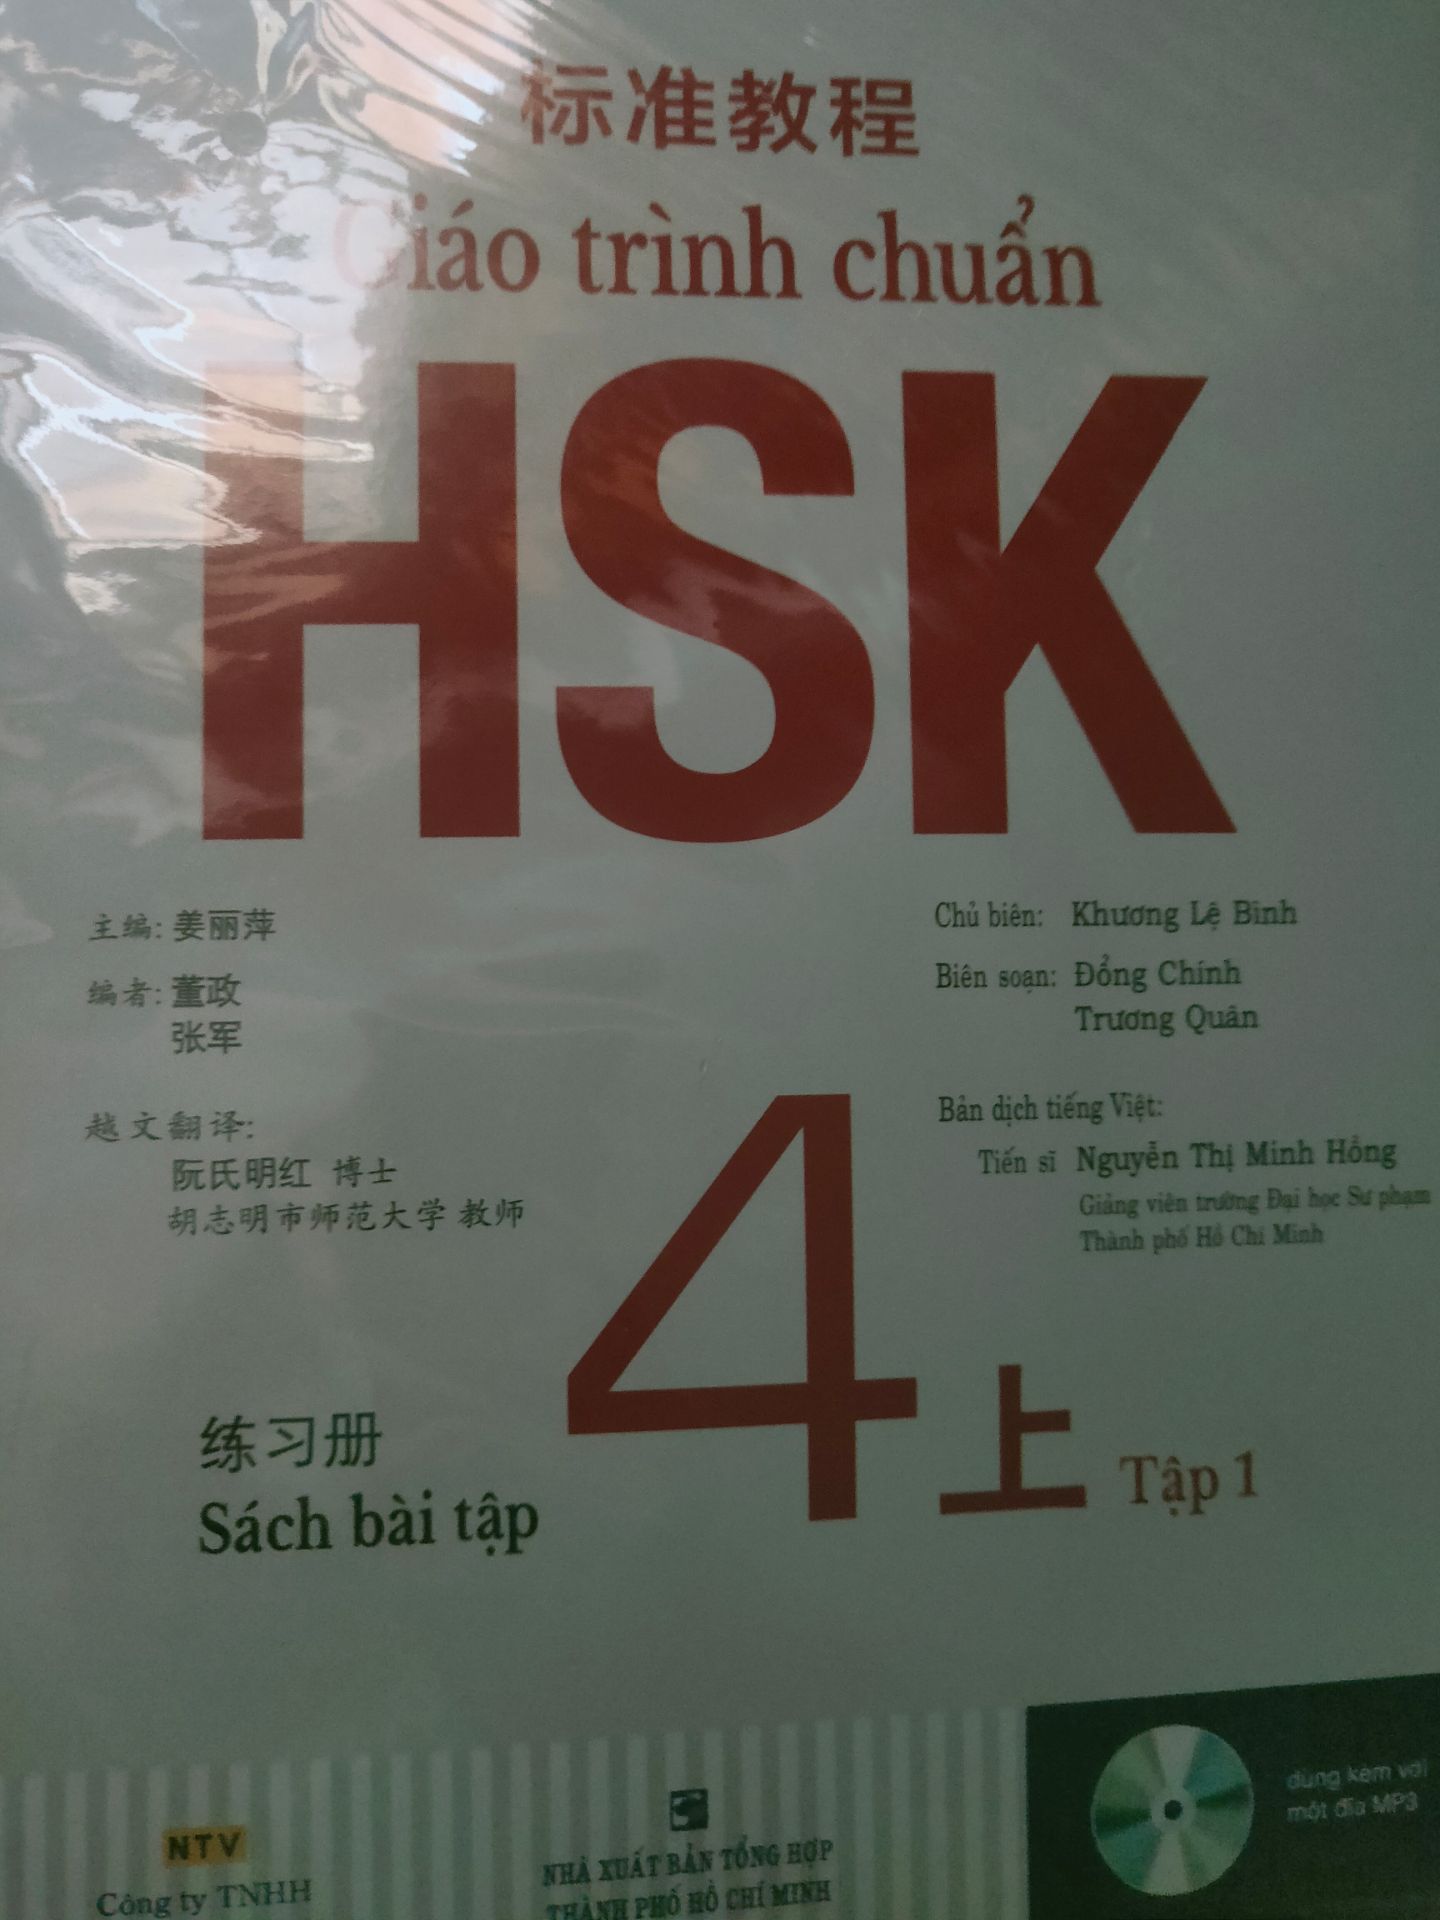 标准教程
Giáo trình chuẩn
HSK
主编: 姜丽萍
编者: 董政
张军
越文翻译:
阮氏明红 博士
胡志明市师范大学 教师
Chủ biên: Khương Lệ Bình
Biên soạn: Đổng Chính
Trương Quân
Bản dịch tiếng Việt:
Tiến sĩ Nguyễn Thị Minh Hồng
Giảng viên trường Đại học Sư phạm
Thành phố Hồ Chí Minh
4上 Tập 1
练习册
Sách bài tập
NTV
Công ty TNHH
NHÀ XUẤT BẢN TỔNG HỢP
THÀNH PHỐ HỒ CHÍ MINH
dùng kèm với
một đĩa MP3